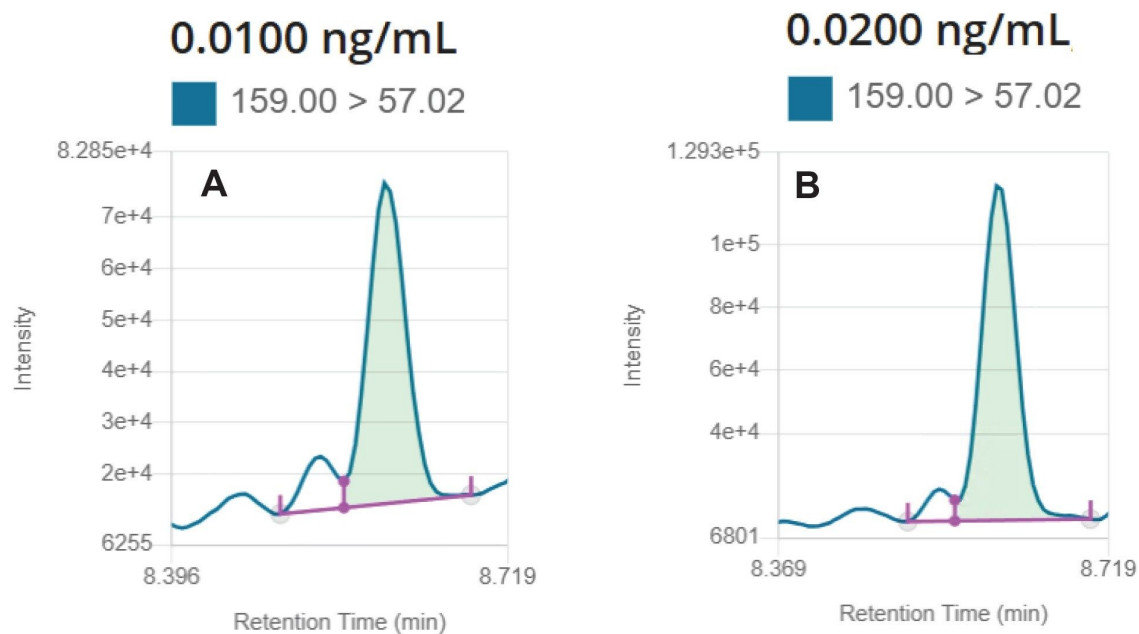 0.0100 ng/mL
159.00 > 57.02
8.285e+4
A
7e+4
6e+4
5e+4
4e+4
3e+4
2e+4
6255
8.396
8.719
Intensity
Retention Time (min)
0.0200 ng/mL
159.00 > 57.02
1.293e+5
B
1e+5
8e+4
6e+4
4e+4
6801
8.369
8.719
Intensity
Retention Time (min)